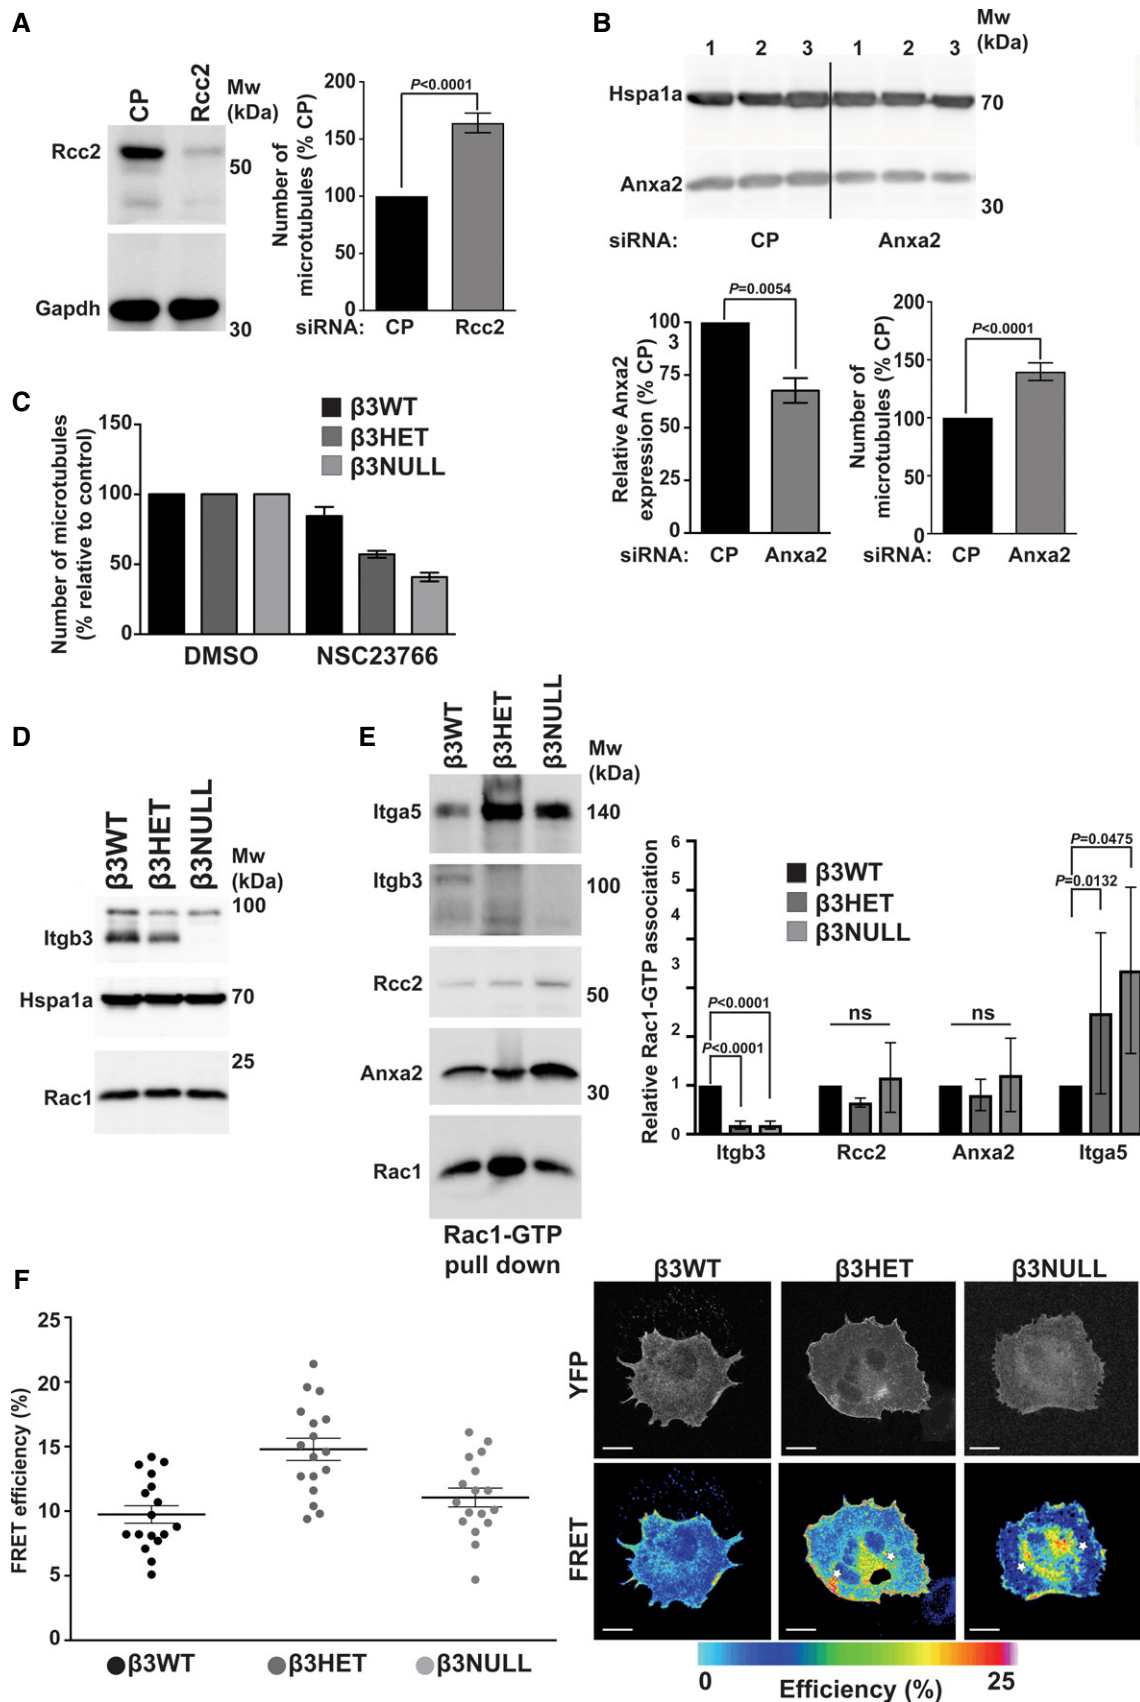 A
CP
Rcc2
Mw
(kDa)
Rcc2
50
Gapdh
30
Number of
microtubules (% CP)
200
150
100
50
0
P<0.0001
siRNA:
CP
Rcc2
B
1 2 3 1 2 3
Mw
(kDa)
Hspa1a
70
Anxa2
30
siRNA:
CP
Anxa2
Relative Anxa2
expression (% CP)
100
3
75
50
25
0
P=0.0054
siRNA:
CP
Anxa2
Number of
microtubules (% CP)
200
150
100
50
0
P<0.0001
siRNA:
CP
Anxa2
C
Number of microtubules
(% relative to control)
150
100
50
0
β3WT
β3HET
β3NULL
DMSO
NSC23766
D
β3WT
β3HET
β3NULL
Mw
(kDa)
100
Itgb3
Hspa1a
70
25
Rac1
E
β3WT
β3HET
β3NULL
Mw
(kDa)
Itga5
140
Itgb3
100
Rcc2
50
Anxa2
30
Rac1
Rac1-GTP
pull down
Relative Rac1-GTP association
6
5
4
3
2
1
0
β3WT
β3HET
β3NULL
P<0.0001
P<0.0001
ns
ns
P=0.0475
P=0.0132
Itgb3
Rcc2
Anxa2
Itga5
F
FRET efficiency (%)
25
20
15
10
5
0
β3WT
β3HET
β3NULL
β3WT
β3HET
β3NULL
YFP
FRET
0
25
Efficiency (%)